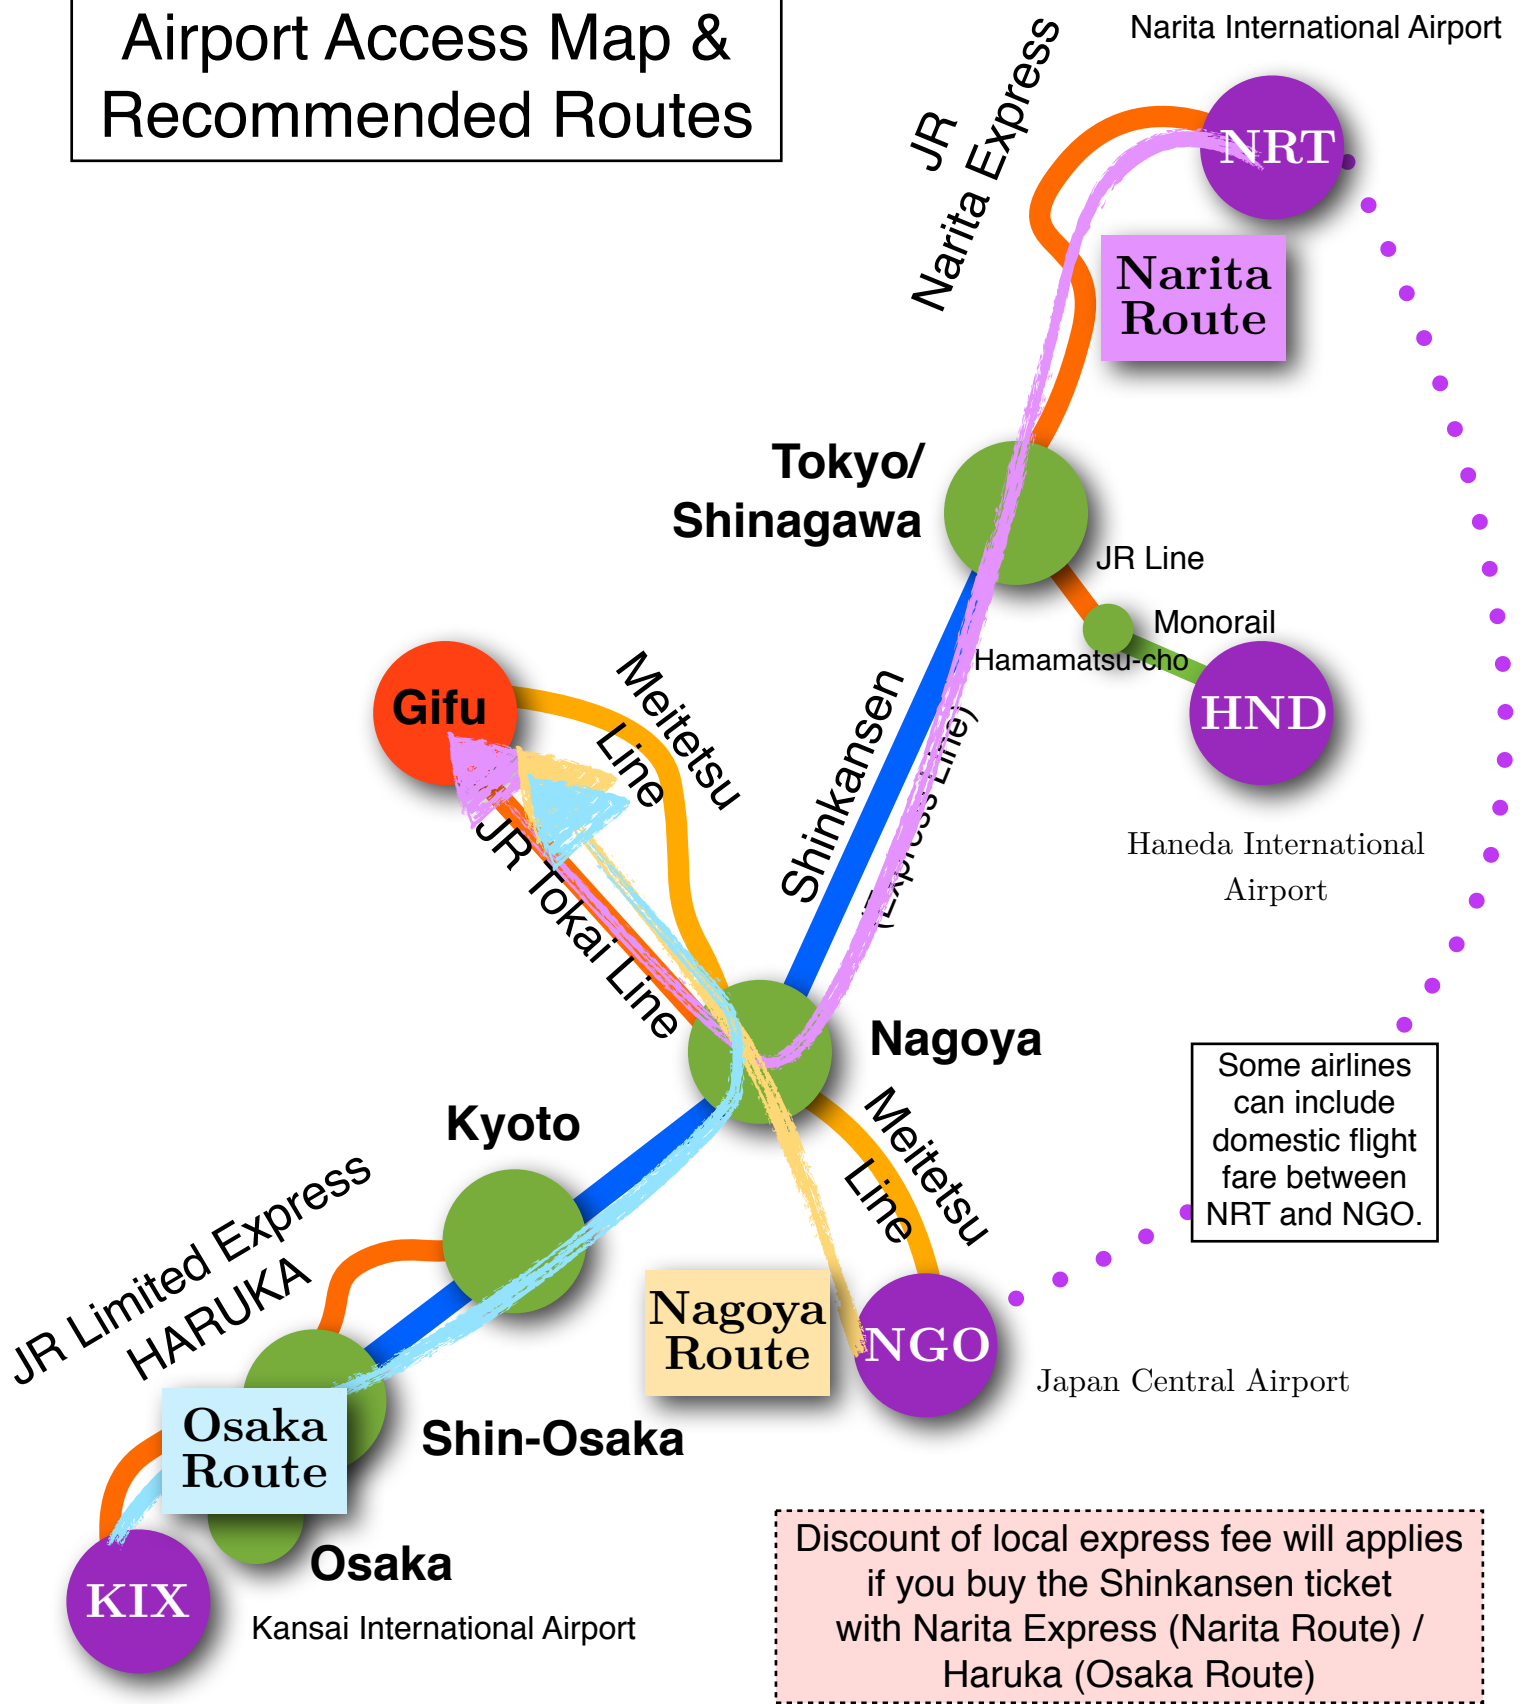 Airport Access Map &
Recommended Routes
Narita International Airport
JR
Narita Express
NRT
Narita
Route
Tokyo/
Shinagawa
JR Line
Monorail
Hamamatsu-cho
HND
Haneda International
Airport
Gifu
Meitetsu
Line
Shinkansen
(Express Line)
JR Tokai Line
Nagoya
Some airlines
can include
domestic flight
fare between
NRT and NGO.
Kyoto
Meitetsu
Line
JR Limited Express
HARUKA
Nagoya
Route
NGO
Japan Central Airport
Osaka
Route
Shin-Osaka
Osaka
KIX
Kansai International Airport
Discount of local express fee will applies
if you buy the Shinkansen ticket
with Narita Express (Narita Route) /
Haruka (Osaka Route)